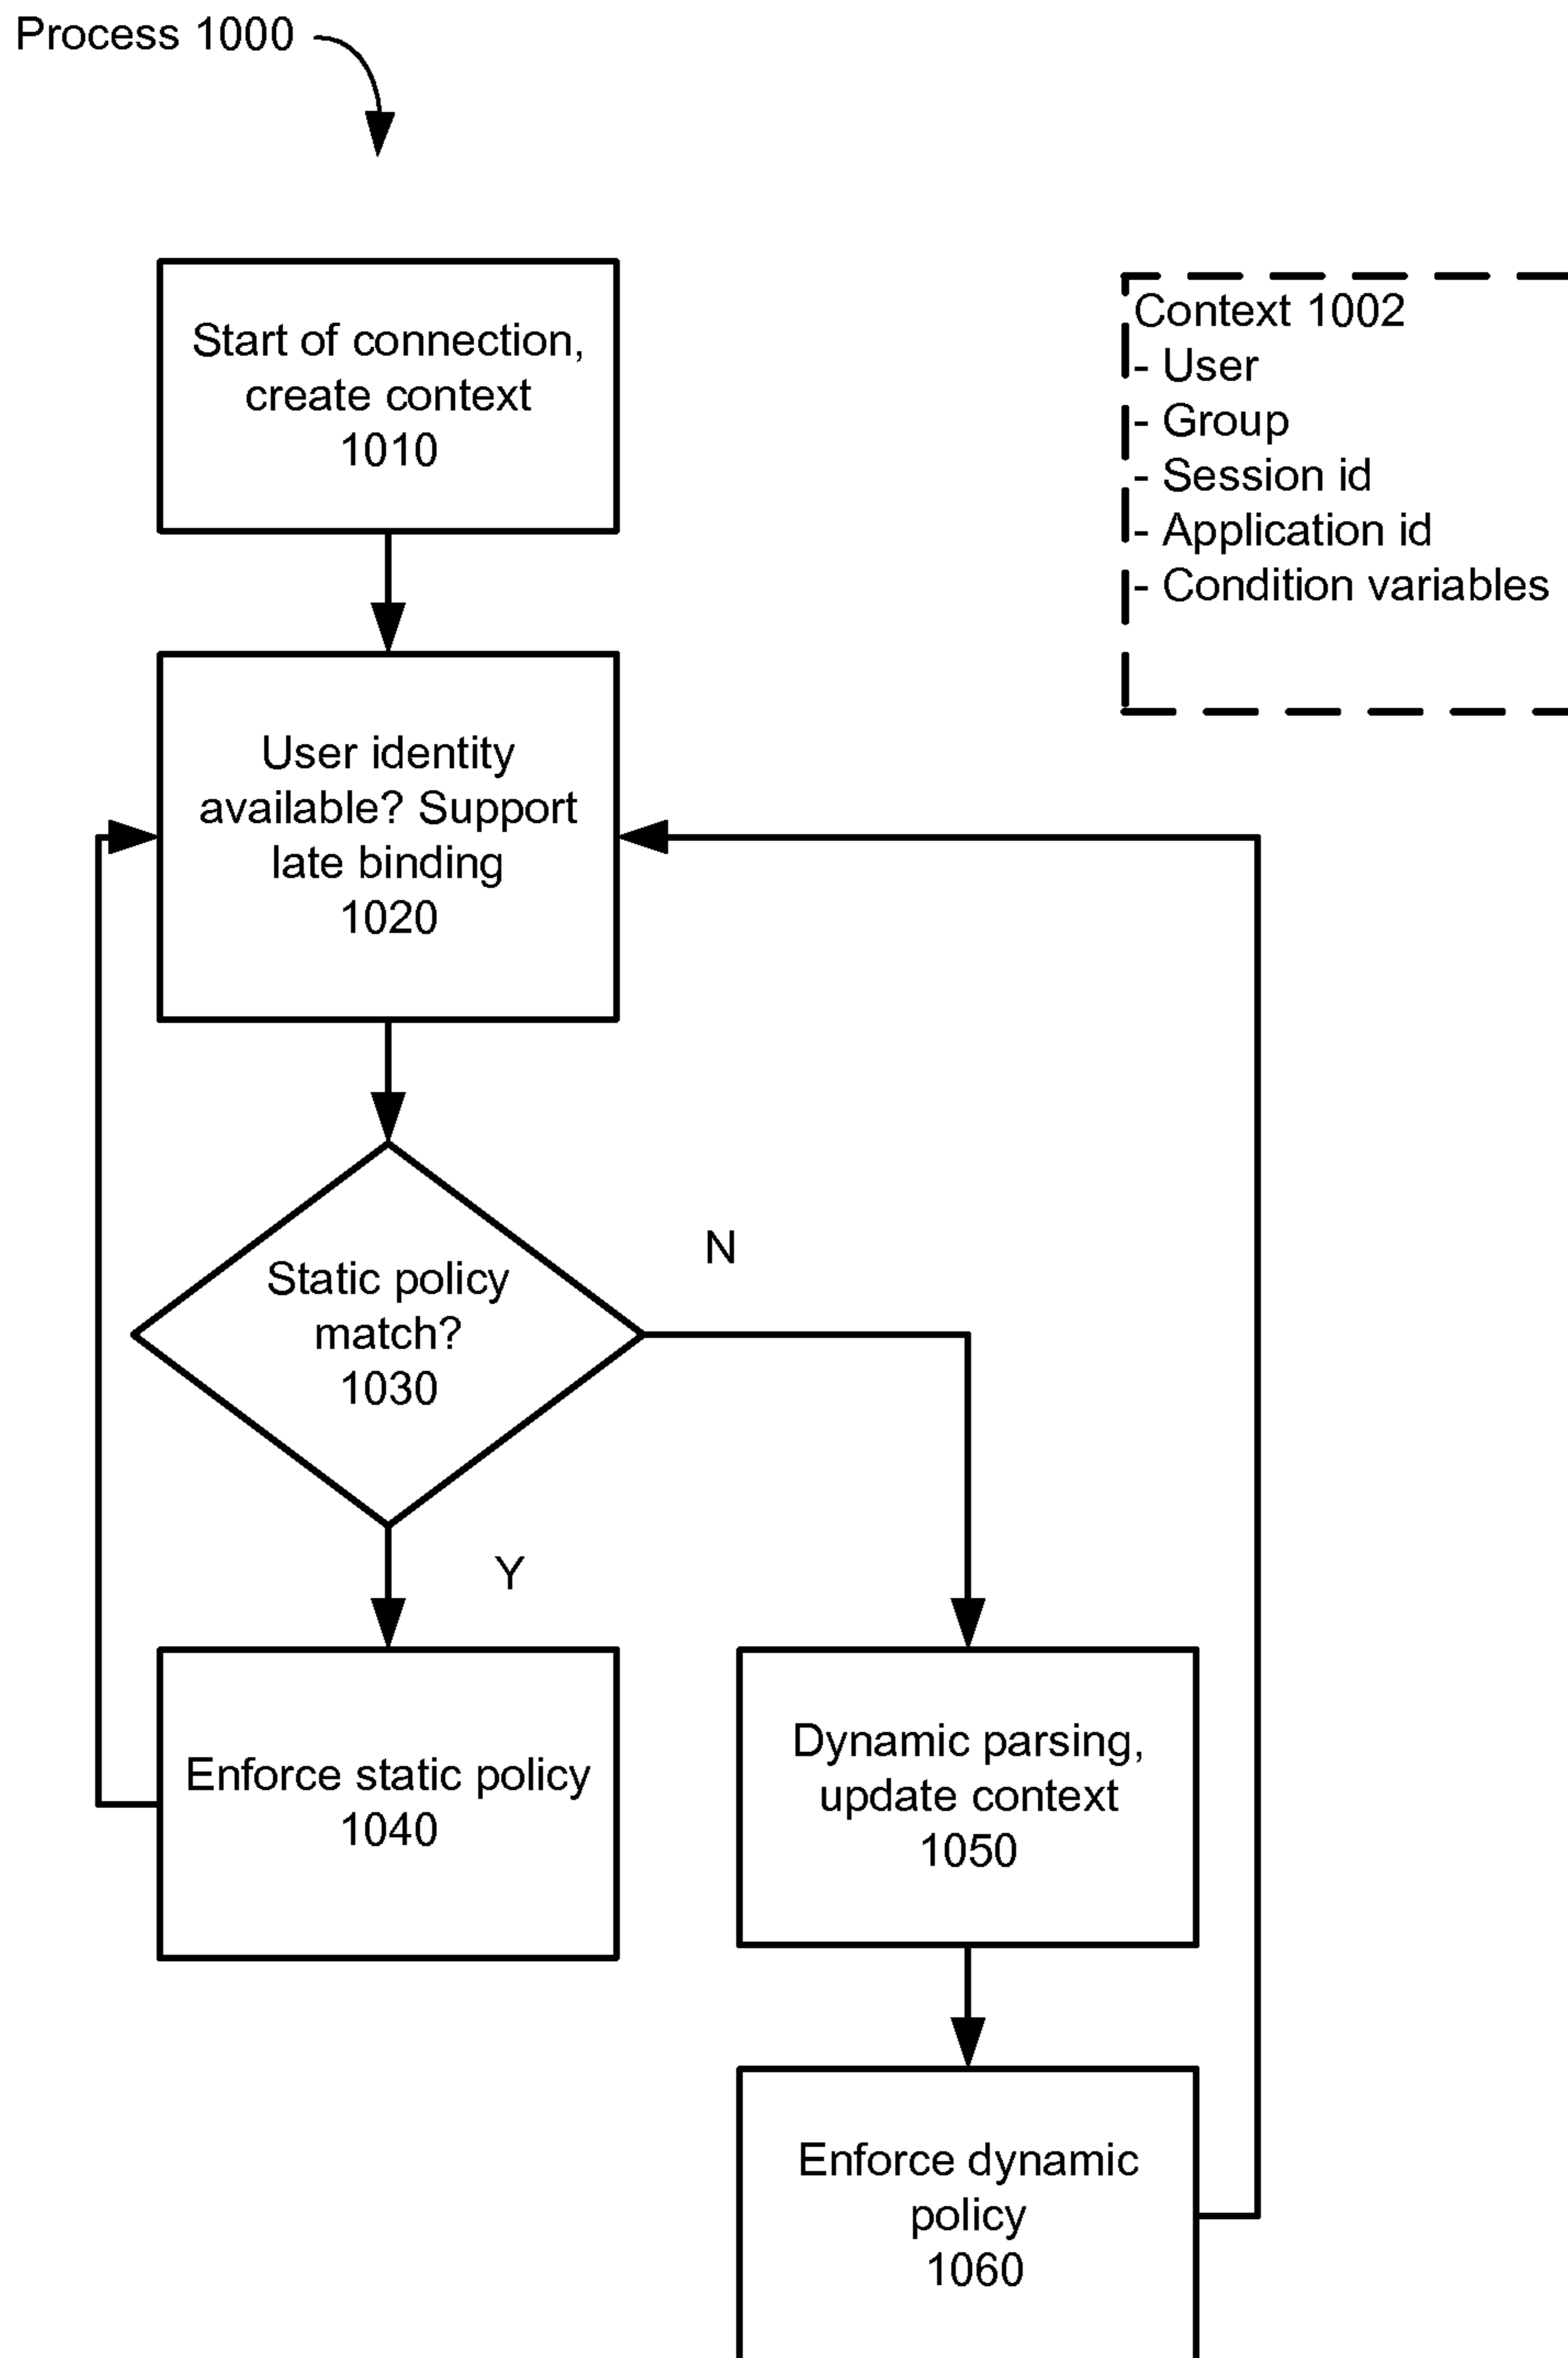 Process 1000
Start of connection,
create context
1010
Context 1002
- User
- Group
- Session id
- Application id
- Condition variables
User identity
available? Support
late binding
1020
Static policy
match?
1030
N
Y
Enforce static policy
1040
Dynamic parsing,
update context
1050
Enforce dynamic
policy
1060